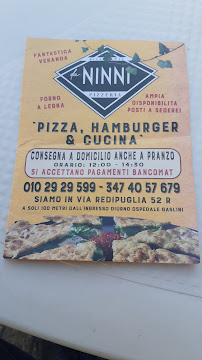 FANTASTICA
VERANDA
da NINNI
PIZZERIA
AMPIA
DISPONIBILITA
POSTI A SEDERE!
FORNO
A LEGNA
"PIZZA, HAMBURGER
& CUCINA"
CONSEGNA A DOMICILIO ANCHE A PRANZO
ORARIO: 12:00 - 14:30
SI ACCETTANO PAGAMENTI BANCOMAT
010 29 29 599 - 347 40 57 679
SIAMO IN VIA REDIPUGLIA 52 R
A SOLI 100 METRI DALL'INGRESSO DIURNO OSPEDALE GASLINI